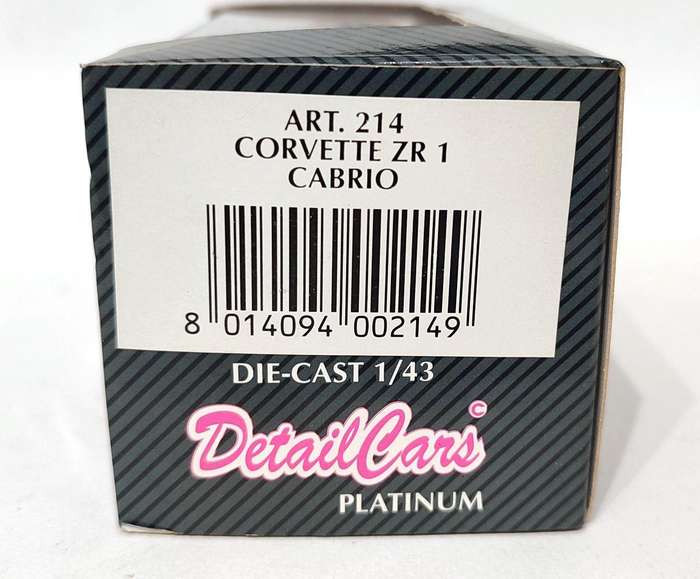 ART. 214
CORVETTE ZR 1
CABRIO
8 014094 002149
DIE-CAST 1/43
DetailCars ©
PLATINUM